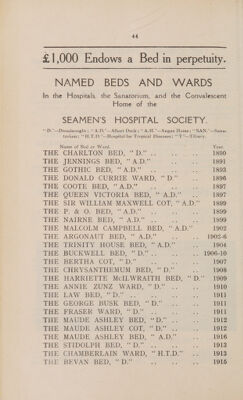 44
£1,000 Endows a Bed in perpetuity.
NAMED BEDS AND WARDS
In the Hospitals, the Sanatorium, and the Convalescent
Home of the
SEAMEN'S HOSPITAL SOCIETY.
"D."—Dreadnought; "A.D."—Albert Dock; "A.H."—Angas Home; "SAN."—Sana-
torium; "H.T.D."—Hospital for Tropical Diseases; "T"—Tilbury.
Name of Bed or Ward. Year.
THE CHARLTON BED, "D." .. .. .. 1890
THE JENNINGS BED, "A.D." .. .. .. 1891
THE GOTHIC BED, "A.D." .. .. .. 1893
THE DONALD CURRIE WARD, "D." .. .. 1896
THE COOTE BED, "A.D." .. .. .. 1897
THE QUEEN VICTORIA BED, "A.D." .. .. 1897
THE SIR WILLIAM MAXWELL COT, "A.D." 1899
THE P. & O. BED, "A.D." .. .. .. 1899
THE NAIRNE BED, "A.D." .. .. .. 1899
THE MALCOLM CAMPBELL BED, "A.D." 1902
THE ARGONAUT BED, "A.D." .. .. 1902-6
THE TRINITY HOUSE BED, "A.D." .. .. 1904
THE BUCKWELL BED, "D." .. .. 1906-10
THE BERTHA COT, "D." .. .. .. 1907
THE CHRYSANTHEMUM BED, "D." .. .. 1908
THE HARRIETTE McILWRAITH BED, "D." 1909
THE ANNIE ZUNZ WARD, "D." .. .. 1910
THE LAW BED, "D." .. .. .. .. 1911
THE GEORGE BUSK BED, "D." .. .. 1911
THE FRASER WARD, "D." .. .. .. 1911
THE MAUDE ASHLEY BED, "D." .. .. 1911
THE MAUDE ASHLEY COT, "D." .. .. 1912
THE MAUDE ASHLEY BED, "A.D." .. 1916
THE STIDOLPH BED, "D." .. .. .. 1913
THE CHAMBERLAIN WARD, "H.T.D." .. 1913
THE BEVAN BED, "D." .. .. .. 1915